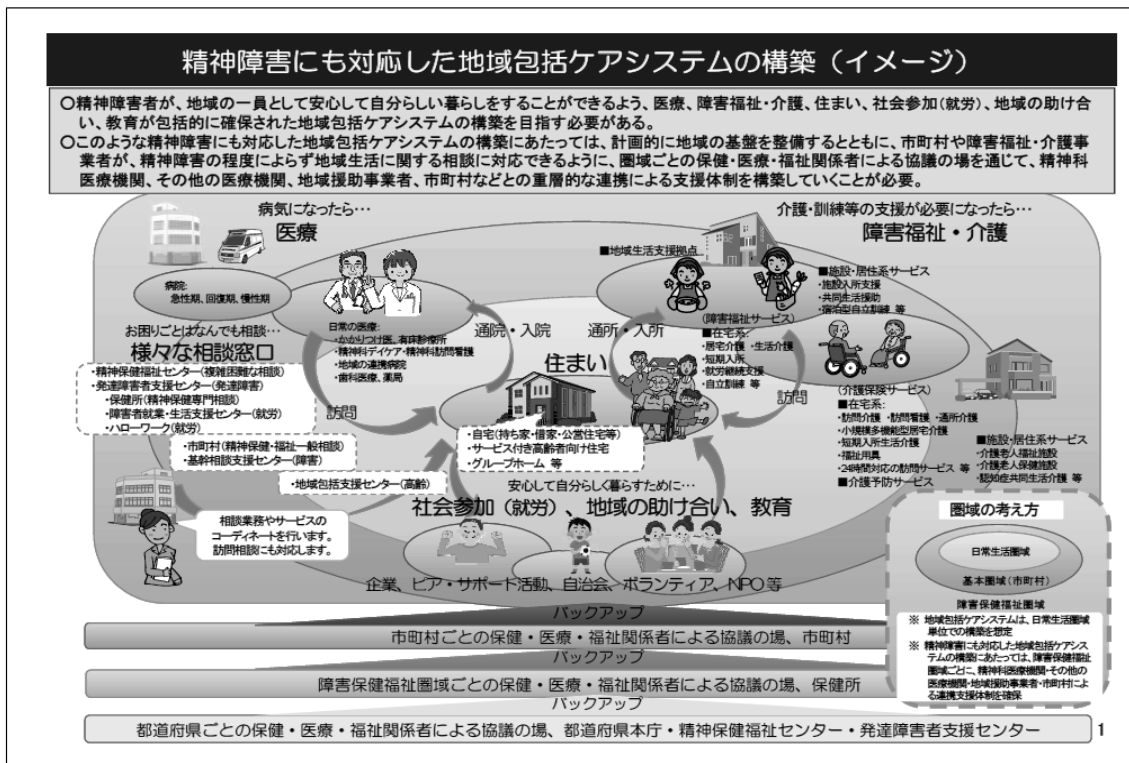 精神障害にも対応した地域包括ケアシステムの構築（イメージ）
○精神障害者が、地域の一員として安心して自分らしい暮らしをすることができるよう、医療、障害福祉・介護、住まい、社会参加(就労)、地域の助け合
い、教育が包括的に確保された地域包括ケアシステムの構築を目指す必要がある。
○このような精神障害にも対応した地域包括ケアシステムの構築にあたっては、計画的に地域の基盤を整備するとともに、市町村や障害福祉・介護事
業者が、精神障害の程度によらず地域生活に関する相談に対応できるように、圏域ごとの保健・医療・福祉関係者による協議の場を通じて、精神科
医療機関、その他の医療機関、地域援助事業者、市町村などとの重層的な連携による支援体制を構築していくことが必要。
病気になったら…
医療
病院:
急性期、回復期、慢性期
日常の医療:
・かかりつけ医、有床診療所
・精神科デイケア・精神科訪問看護
・地域の連携病院
・歯科医療、薬局
通院・入院
通所・入所
訪問
訪問
住まい
・自宅(持ち家・借家・公営住宅等)
・サービス付き高齢者向け住宅
・グループホーム 等
介護・訓練等の支援が必要になったら…
障害福祉・介護
■地域生活支援拠点
■施設・居住系サービス
・施設入所支援
・共同生活援助
・宿泊型自立訓練 等
(障害福祉サービス)
■在宅系:
・居宅介護 ・生活介護
・短期入所
・就労継続支援
・自立訓練 等
(介護保険サービス)
■在宅系:
・訪問介護 ・訪問看護 ・通所介護
・小規模多機能型居宅介護
・短期入所生活介護
・福祉用具
・24時間対応の訪問サービス 等
■介護予防サービス
■施設・居住系サービス
・介護老人福祉施設
・介護老人保健施設
・認知症共同生活介護 等
お困りごとはなんでも相談…
様々な相談窓口
・精神保健福祉センター(複雑困難な相談)
・発達障害者支援センター(発達障害)
・保健所(精神保健専門相談)
・障害者就業・生活支援センター(就労)
・ハローワーク(就労)
・市町村(精神保健・福祉一般相談)
・基幹相談支援センター(障害)
・地域包括支援センター(高齢)
相談業務やサービスの
コーディネートを行います。
訪問相談にも対応します。
安心して自分らしく暮らすために…
社会参加(就労)、地域の助け合い、教育
企業、ピア・サポート活動、自治会、ボランティア、NPO等
圏域の考え方
日常生活圏域
基本圏域(市町村)
障害保健福祉圏域
※ 地域包括ケアシステムは、日常生活圏域
単位での構築を想定
※ 精神障害にも対応した地域包括ケアシス
テムの構築にあたっては、障害保健福祉
圏域ごとに、精神科医療機関・その他の
医療機関・地域援助事業者・市町村によ
る連携支援体制を確保
バックアップ
市町村ごとの保健・医療・福祉関係者による協議の場、市町村
バックアップ
障害保健福祉圏域ごとの保健・医療・福祉関係者による協議の場、保健所
バックアップ
都道府県ごとの保健・医療・福祉関係者による協議の場、都道府県本庁・精神保健福祉センター・発達障害者支援センター
1